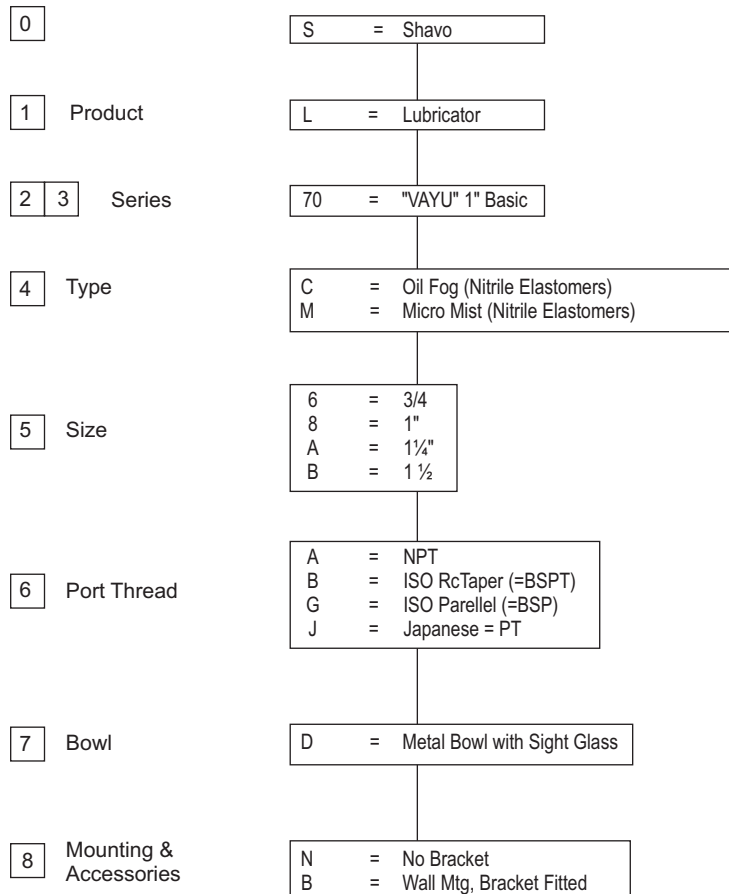 0 S = Shavo
1 Product L = Lubricator
2 3 Series 70 = "VAYU" 1" Basic
4 Type C = Oil Fog (Nitrile Elastomers)
M = Micro Mist (Nitrile Elastomers)
5 Size 6 = 3/4
8 = 1"
A = 1¼"
B = 1 ½
6 Port Thread A = NPT
B = ISO RcTaper (=BSPT)
G = ISO Parellel (=BSP)
J = Japanese = PT
7 Bowl D = Metal Bowl with Sight Glass
8 Mounting &
Accessories
N = No Bracket
B = Wall Mtg, Bracket Fitted